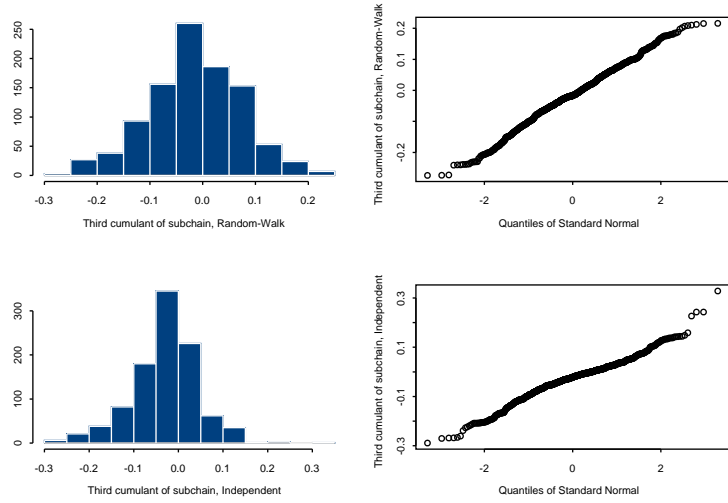 250
200
150
100
50
0
-0.3 -0.2 -0.1 0.0 0.1 0.2
Third cumulant of subchain, Random-Walk
Third cumulant of subchain, Random-Walk
0.2
0.0
-0.2
-2 0 2
Quantiles of Standard Normal
300
200
100
0
-0.3 -0.2 -0.1 0.0 0.1 0.2 0.3
Third cumulant of subchain, Independent
Third cumulant of subchain, Independent
0.3
0.1
-0.1
-0.3
-2 0 2
Quantiles of Standard Normal